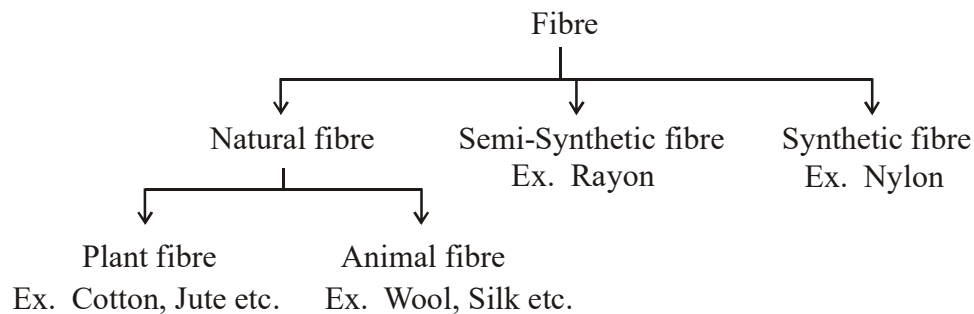 Fibre
Natural fibre
Semi-Synthetic fibre
Ex. Rayon
Synthetic fibre
Ex. Nylon
Plant fibre
Ex. Cotton, Jute etc.
Animal fibre
Ex. Wool, Silk etc.